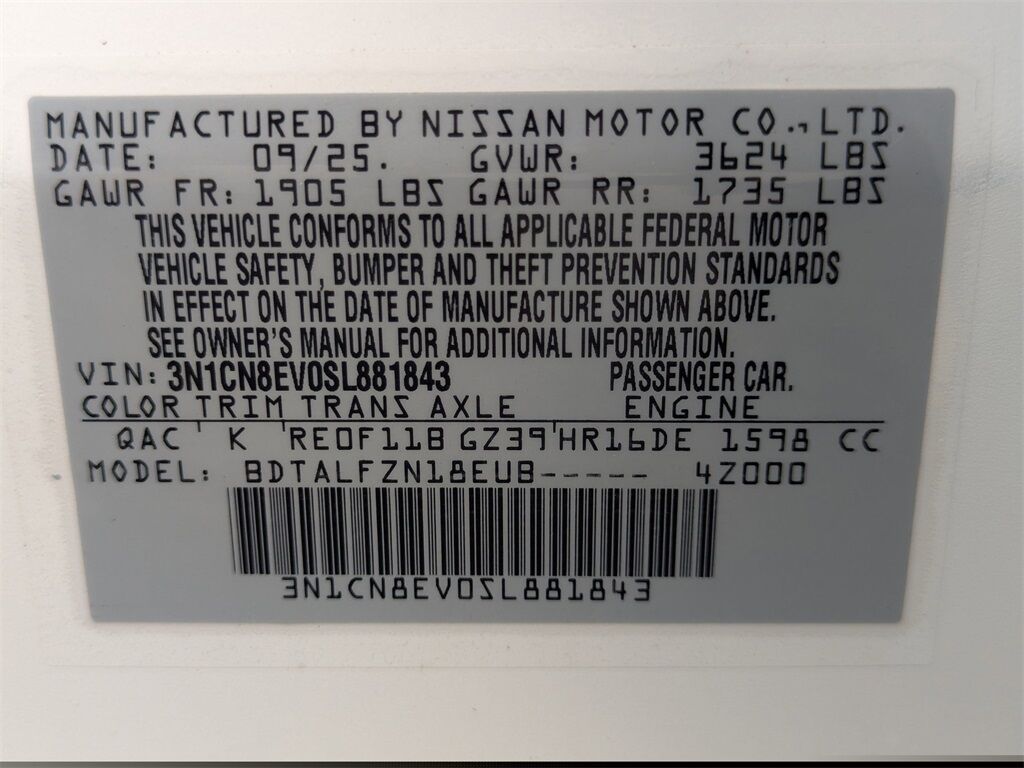 MANUFACTURED BY NISSAN MOTOR CO., LTD.
DATE: 09/25. GVWR: 3624 LBS
GAWR FR: 1905 LBS GAWR RR: 1735 LBS
THIS VEHICLE CONFORMS TO ALL APPLICABLE FEDERAL MOTOR
VEHICLE SAFETY, BUMPER AND THEFT PREVENTION STANDARDS
IN EFFECT ON THE DATE OF MANUFACTURE SHOWN ABOVE.
SEE OWNER'S MANUAL FOR ADDITIONAL INFORMATION.
VIN: 3N1CN8EV0SL881843 PASSENGER CAR.
COLOR TRIM TRANS AXLE ENGINE
QAC K RE0F11B GZ39 HR16DE 1598 CC
MODEL: BDTALFZN18EUB----- 4Z000
3N1CN8EV0SL881843